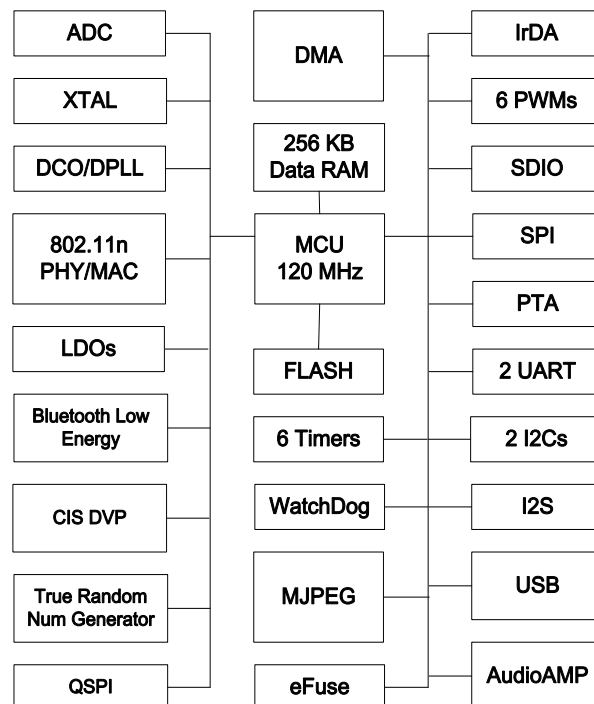 ADC
XTAL
DCO/DPLL
802.11n
PHY/MAC
LDOs
Bluetooth Low
Energy
CIS DVP
True Random
Num Generator
QSPI
DMA
256 KB
Data RAM
MCU
120 MHz
FLASH
6 Timers
WatchDog
MJPEG
eFuse
IrDA
6 PWMs
SDIO
SPI
PTA
2 UART
2 I2Cs
I2S
USB
AudioAMP